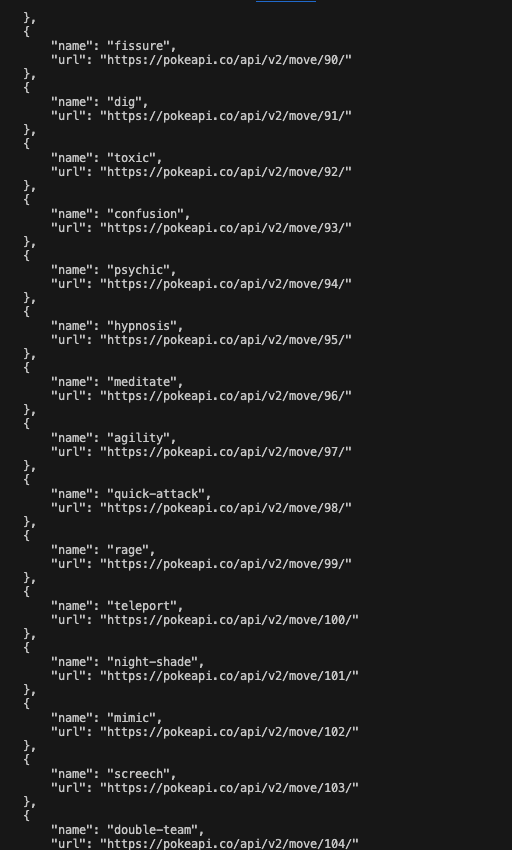 },
{
"name": "fissure",
"url": "https://pokeapi.co/api/v2/move/90/"
},
{
"name": "dig",
"url": "https://pokeapi.co/api/v2/move/91/"
},
{
"name": "toxic",
"url": "https://pokeapi.co/api/v2/move/92/"
},
{
"name": "confusion",
"url": "https://pokeapi.co/api/v2/move/93/"
},
{
"name": "psychic",
"url": "https://pokeapi.co/api/v2/move/94/"
},
{
"name": "hypnosis",
"url": "https://pokeapi.co/api/v2/move/95/"
},
{
"name": "meditate",
"url": "https://pokeapi.co/api/v2/move/96/"
},
{
"name": "agility",
"url": "https://pokeapi.co/api/v2/move/97/"
},
{
"name": "quick-attack",
"url": "https://pokeapi.co/api/v2/move/98/"
},
{
"name": "rage",
"url": "https://pokeapi.co/api/v2/move/99/"
},
{
"name": "teleport",
"url": "https://pokeapi.co/api/v2/move/100/"
},
{
"name": "night-shade",
"url": "https://pokeapi.co/api/v2/move/101/"
},
{
"name": "mimic",
"url": "https://pokeapi.co/api/v2/move/102/"
},
{
"name": "screech",
"url": "https://pokeapi.co/api/v2/move/103/"
},
{
"name": "double-team",
"url": "https://pokeapi.co/api/v2/move/104/"